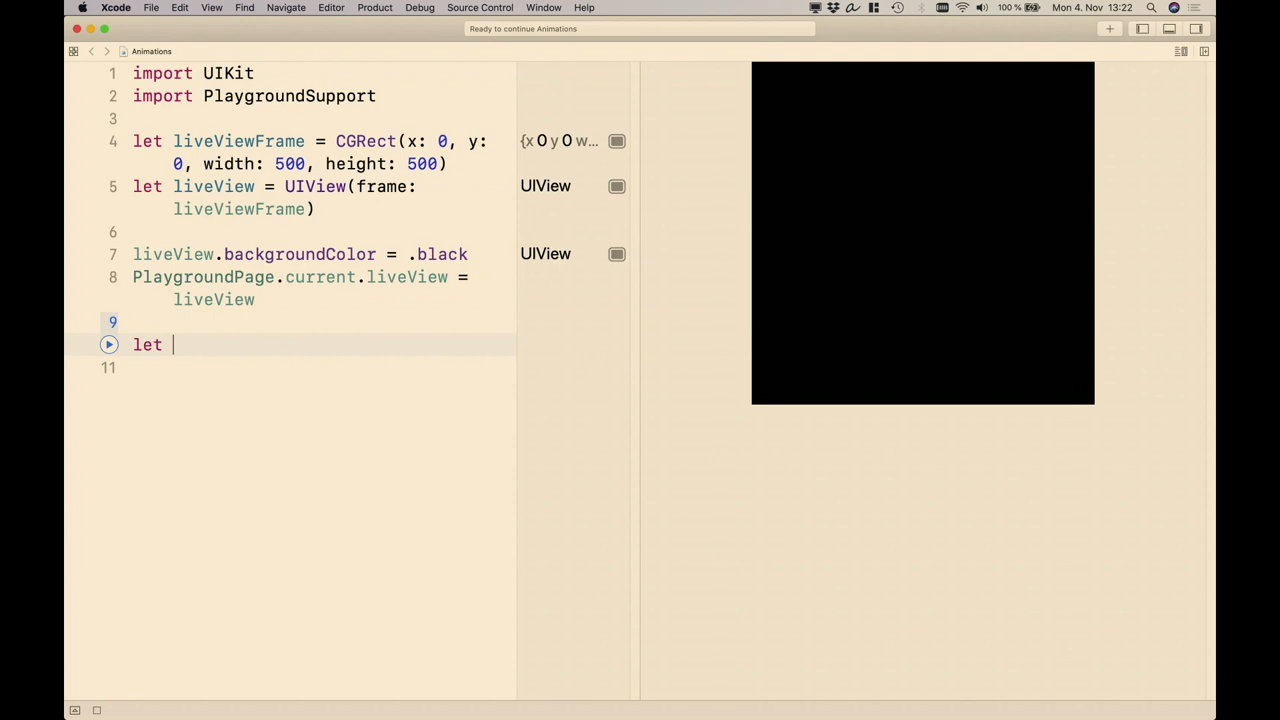 Xcode File Edit View Find Navigate Editor Product Debug Source Control Window Help 100 % Mon 4. Nov 13:22
Ready to continue Animations
Animations
1 import UIKit
2 import PlaygroundSupport
3
4 let liveViewFrame = CGRect(x: 0, y: {x 0 y 0 w...
0, width: 500, height: 500)
5 let liveView = UIView(frame: UIView
liveViewFrame)
6
7 liveView.backgroundColor = .black UIView
8 PlaygroundPage.current.liveView =
liveView
9
let
11